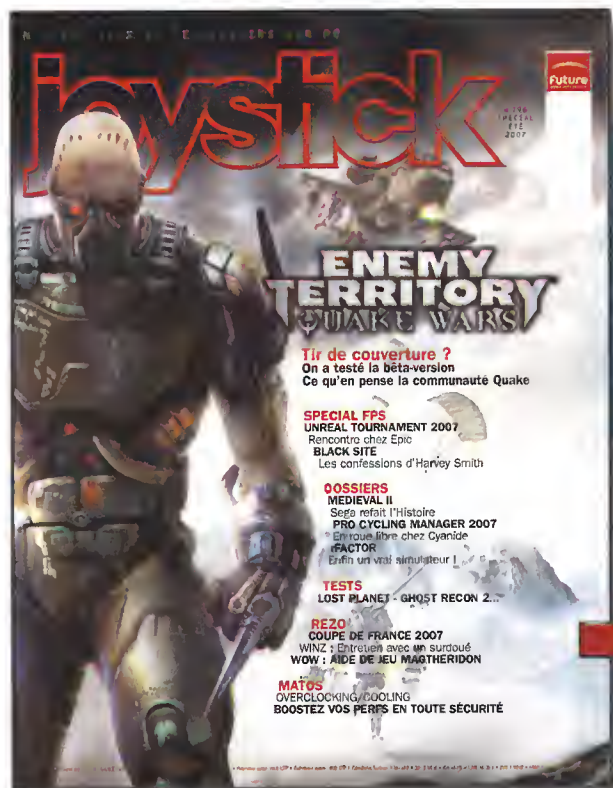 joystick
Future
SPECIAL
ÉTÉ
2007
ENEMY
TERRITORY
QUAKE WARS
Tir de couverture ?
On a testé la bêta-version
Ce qu'en pense la communauté Quake
SPECIAL FPS
UNREAL TOURNAMENT 2007
Rencontre chez Epic
BLACK SITE
Les confessions d'Harvey Smith
DOSSIERS
MEDIEVAL II
Sega refait l'Histoire
PRO CYCLING MANAGER 2007
En roue libre chez Cyanide
rFACTOR
Enfin un vrai simulateur !
TESTS
LOST PLANET - GHOST RECON 2...
REZO
COUPE DE FRANCE 2007
WINZ : Entretien avec un surdoué
WOW : AIDE DE JEU MAGTHERIDON
MATOS
OVERCLOCKING/COOLING
BOOSTEZ VOS PERFS EN TOUTE SÉCURITÉ